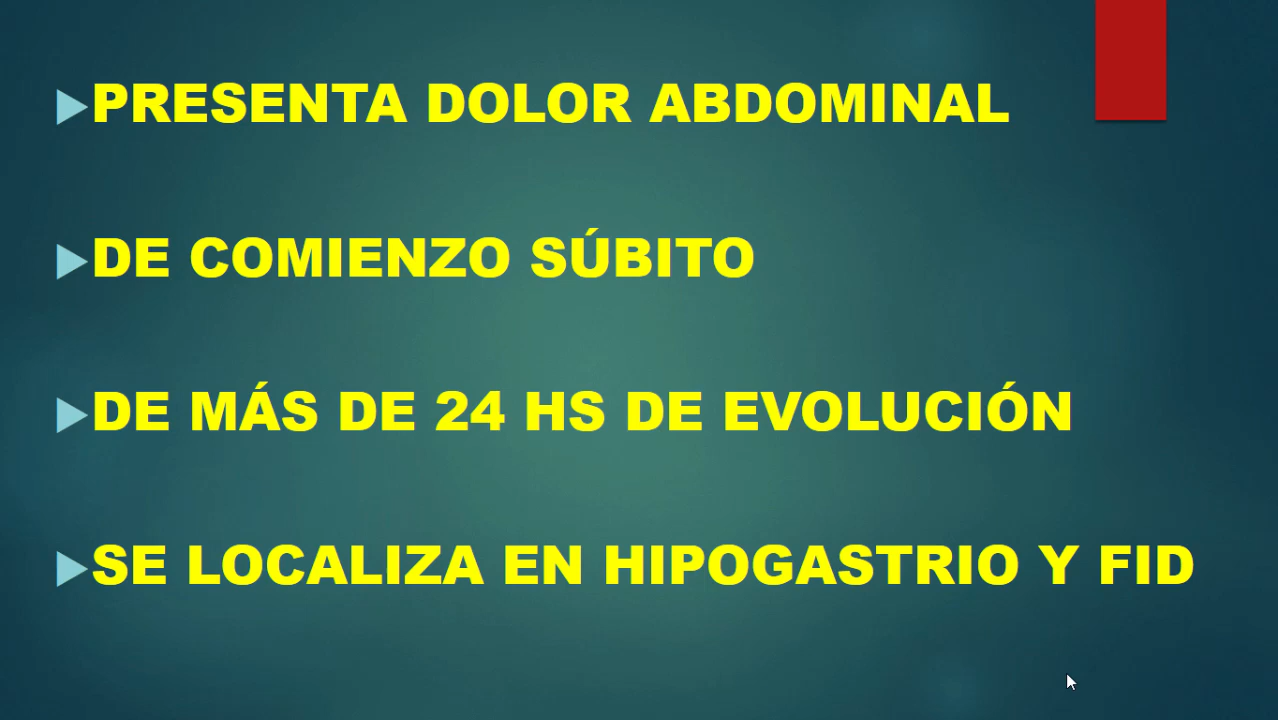 PRESENTA DOLOR ABDOMINAL
DE COMIENZO SÚBITO
DE MÁS DE 24 HS DE EVOLUCIÓN
SE LOCALIZA EN HIPOGASTRIO Y FID